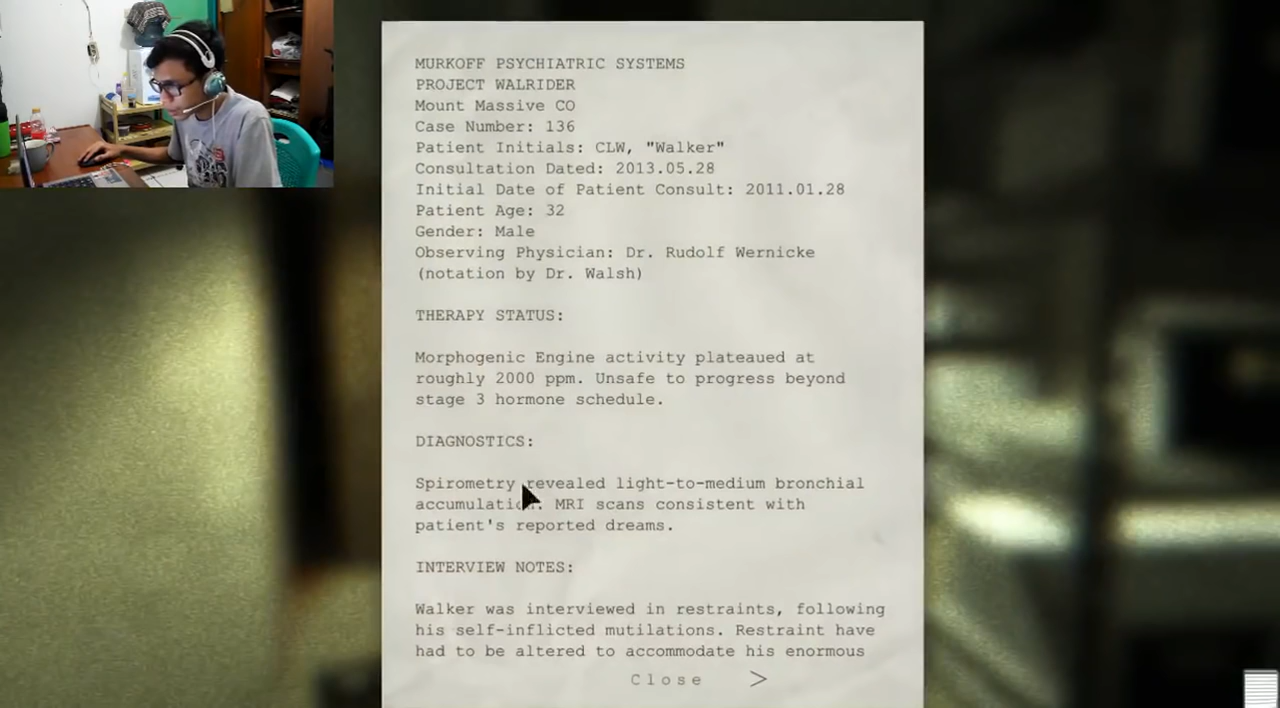 MURKOFF PSYCHIATRIC SYSTEMS
PROJECT WALRIDER
Mount Massive CO
Case Number: 136
Patient Initials: CLW, "Walker"
Consultation Dated: 2013.05.28
Initial Date of Patient Consult: 2011.01.28
Patient Age: 32
Gender: Male
Observing Physician: Dr. Rudolf Wernicke
(notation by Dr. Walsh)
THERAPY STATUS:
Morphogenic Engine activity plateaued at
roughly 2000 ppm. Unsafe to progress beyond
stage 3 hormone schedule.
DIAGNOSTICS:
Spirometry revealed light-to-medium bronchial
accumulation. MRI scans consistent with
patient's reported dreams.
INTERVIEW NOTES:
Walker was interviewed in restraints, following
his self-inflicted mutilations. Restraint have
had to be altered to accommodate his enormous
Close >